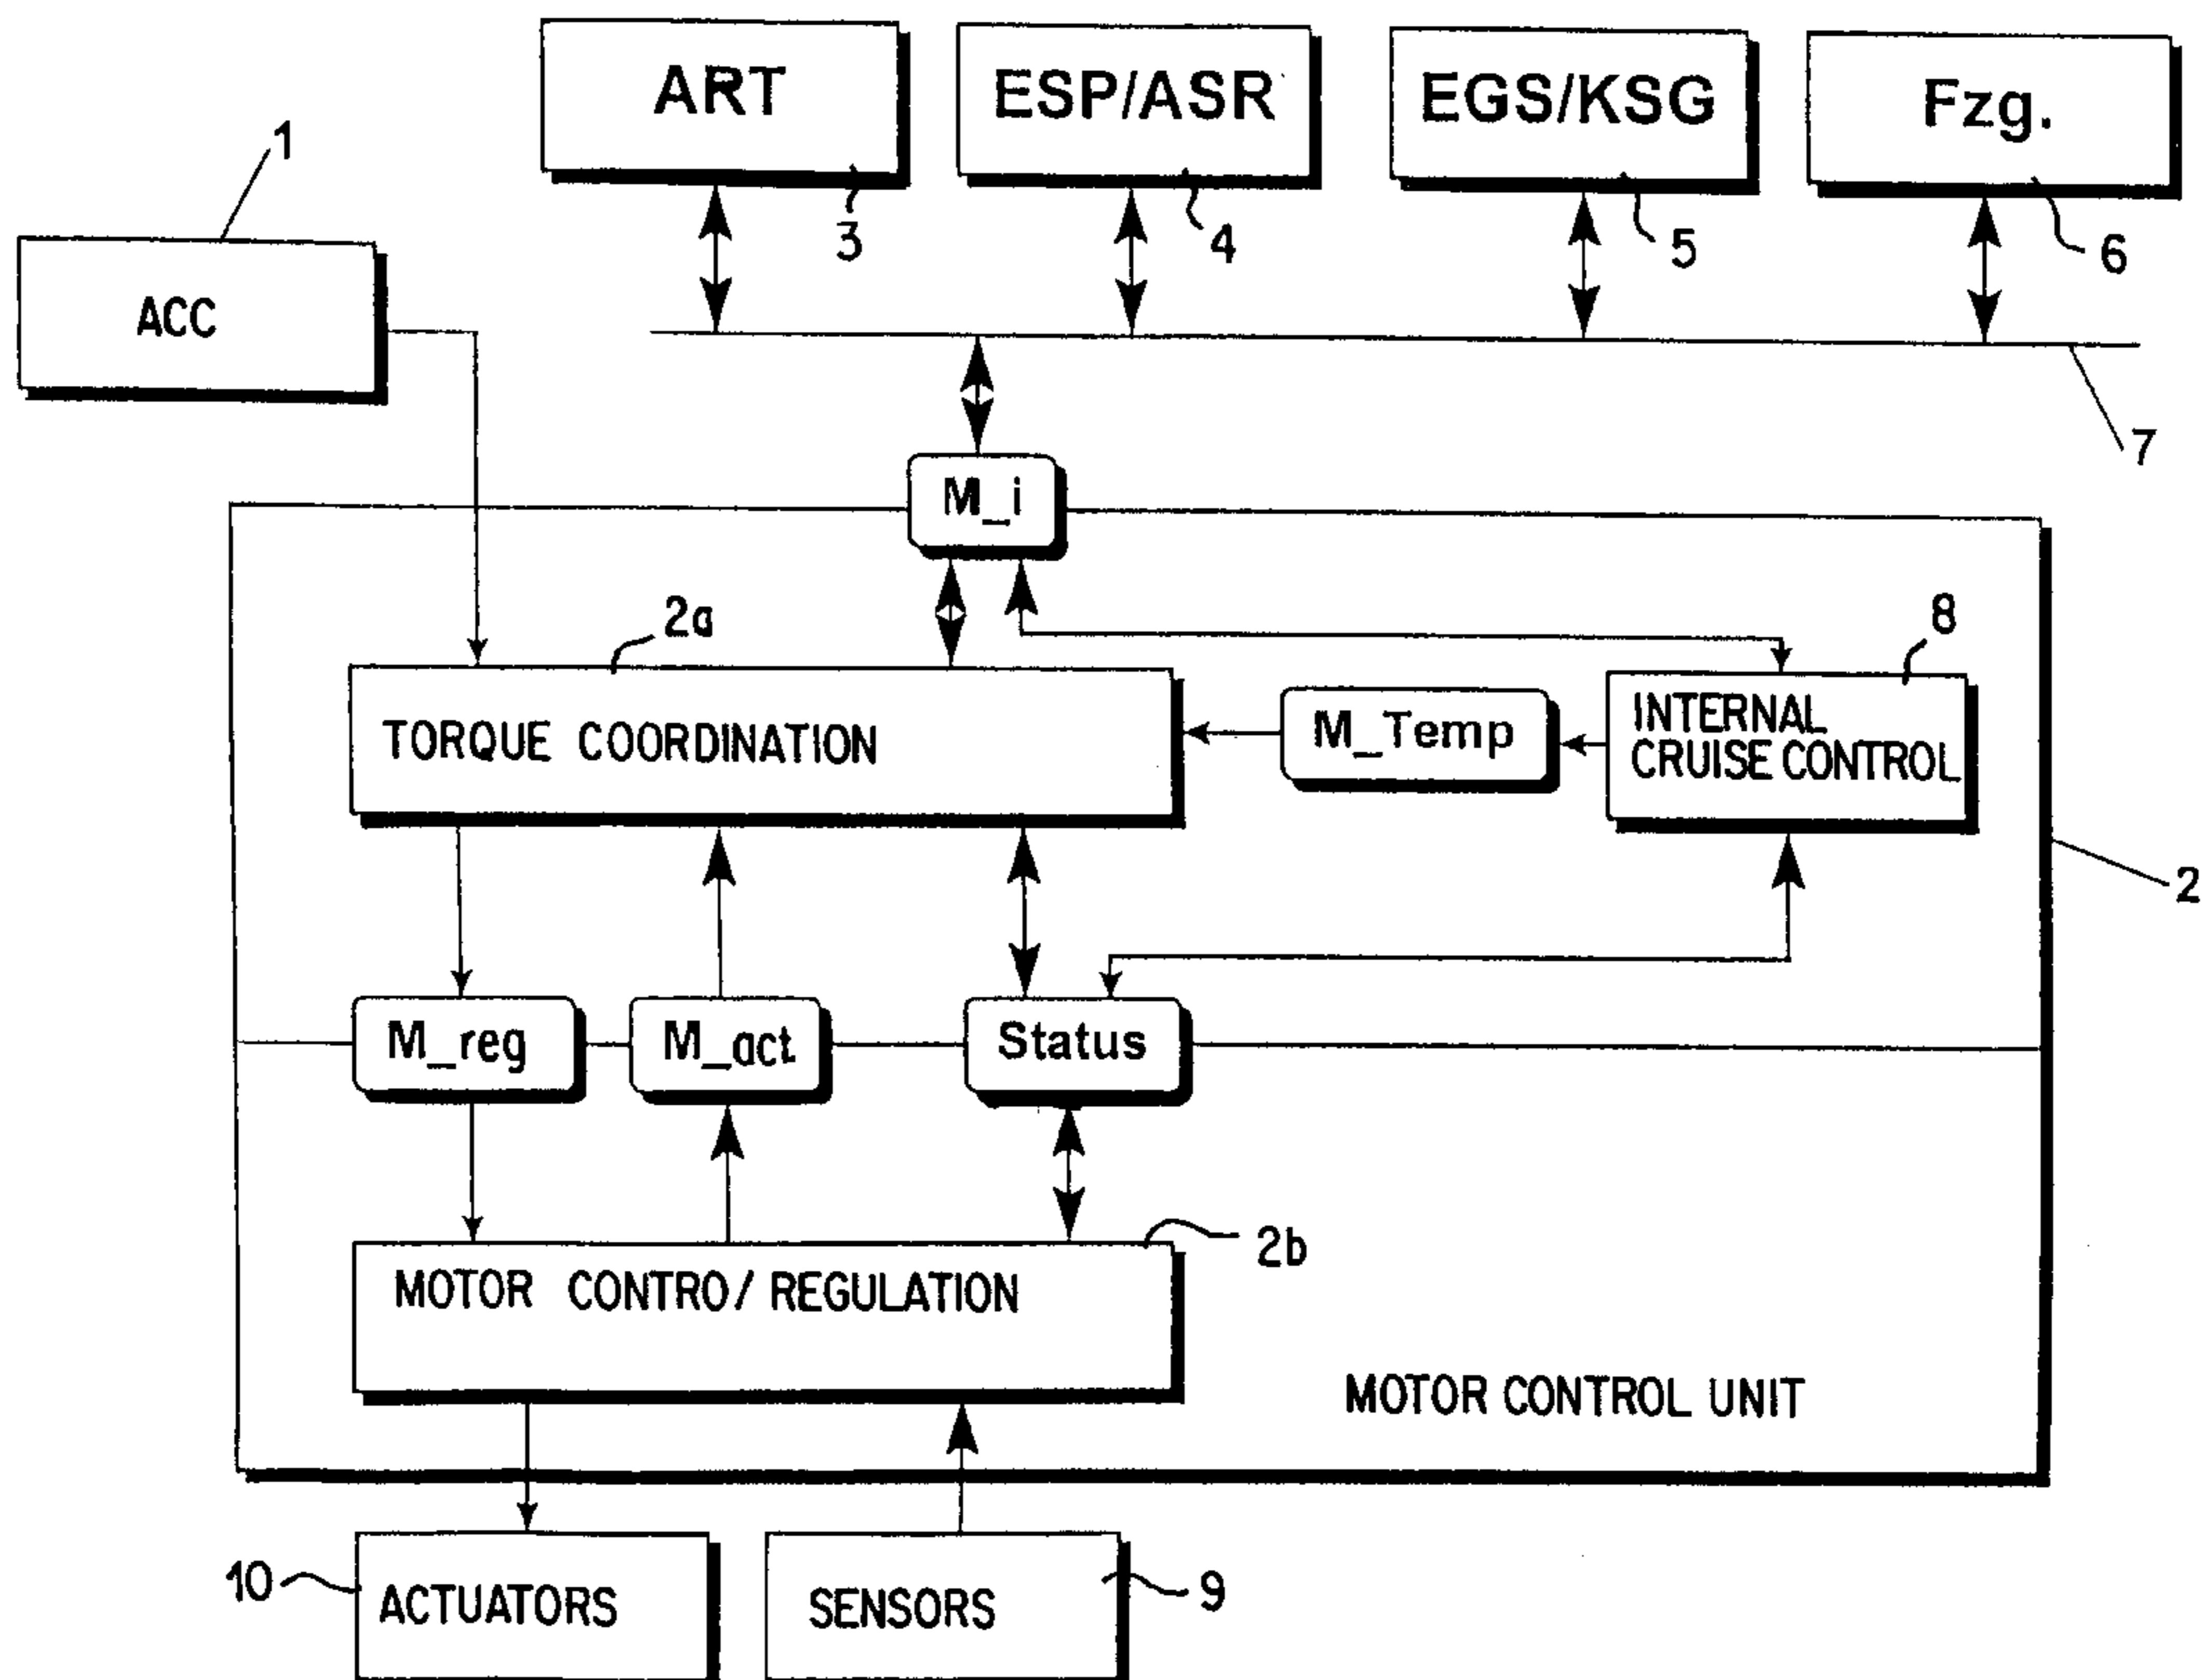 ART
ESP/ASR
EGS/KSG
Fzg.
1
3
4
5
6
ACC
7
M_i
2a
8
TORQUE COORDINATION
M_Temp
INTERNAL
CRUISE CONTROL
2
M_reg
M_act
Status
2b
MOTOR CONTRO/REGULATION
MOTOR CONTROL UNIT
10
ACTUATORS
SENSORS
9